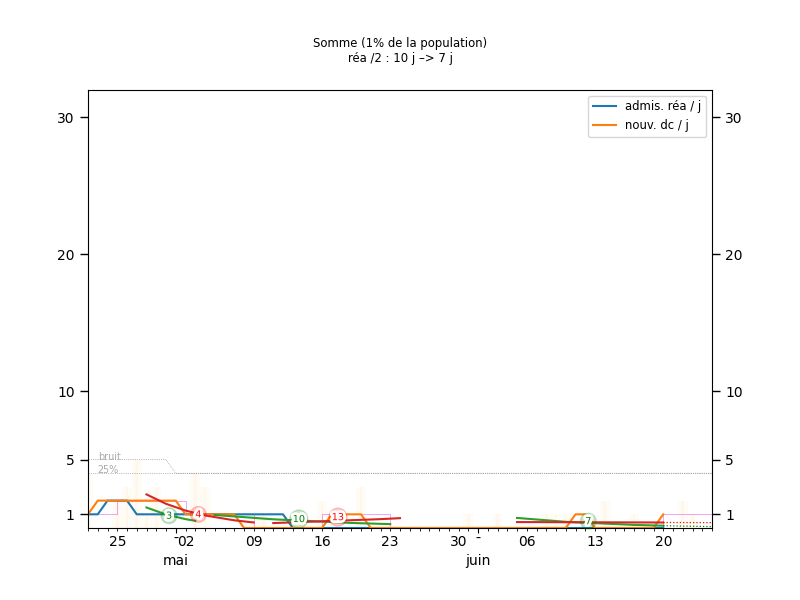 Somme (1% de la population)
réa /2 : 10 j –> 7 j
admis. réa / j
nouv. dc / j
30 30
20 20
10 10
5 5
1 1
bruit
25%
3 4 10 13 7
25 02 09 16 23 30 - 06 13 20
mai juin